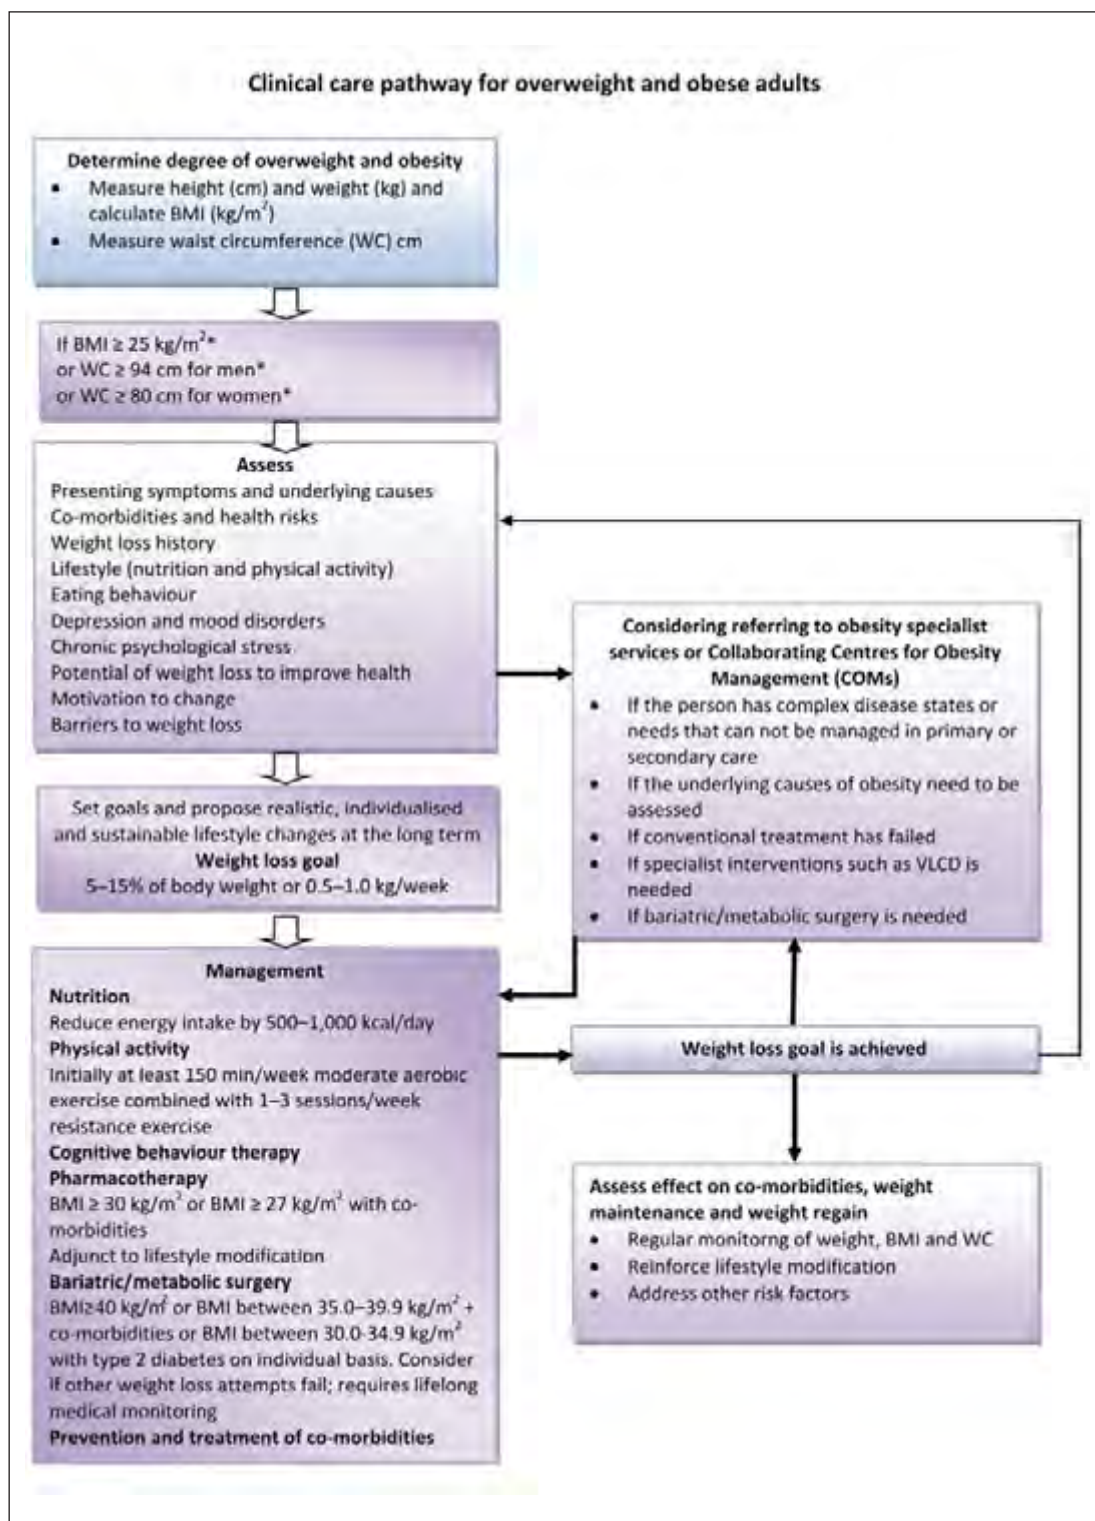 Clinical care pathway for overweight and obese adults
Determine degree of overweight and obesity
• Measure height (cm) and weight (kg) and
calculate BMI (kg/m²)
• Measure waist circumference (WC) cm
If BMI ≥ 25 kg/m²*
or WC ≥ 94 cm for men*
or WC ≥ 80 cm for women*
Assess
Presenting symptoms and underlying causes
Co-morbidities and health risks
Weight loss history
Lifestyle (nutrition and physical activity)
Eating behaviour
Depression and mood disorders
Chronic psychological stress
Potential of weight loss to improve health
Motivation to change
Barriers to weight loss
Considering referring to obesity specialist
services or Collaborating Centres for Obesity
Management (COMs)
• If the person has complex disease states or
needs that can not be managed in primary or
secondary care
• If the underlying causes of obesity need to be
assessed
• If conventional treatment has failed
• If specialist interventions such as VLCD is
needed
• If bariatric/metabolic surgery is needed
Set goals and propose realistic, individualised
and sustainable lifestyle changes at the long term
Weight loss goal
5–15% of body weight or 0.5–1.0 kg/week
Management
Nutrition
Reduce energy intake by 500–1,000 kcal/day
Physical activity
Initially at least 150 min/week moderate aerobic
exercise combined with 1–3 sessions/week
resistance exercise
Cognitive behaviour therapy
Pharmacotherapy
BMI ≥ 30 kg/m² or BMI ≥ 27 kg/m² with co-
morbidities
Adjunct to lifestyle modification
Bariatric/metabolic surgery
BMI≥40 kg/m² or BMI between 35.0–39.9 kg/m² +
co-morbidities or BMI between 30.0-34.9 kg/m²
with type 2 diabetes on individual basis. Consider
if other weight loss attempts fail; requires lifelong
medical monitoring
Prevention and treatment of co-morbidities
Weight loss goal is achieved
Assess effect on co-morbidities, weight
maintenance and weight regain
• Regular monitorng of weight, BMI and WC
• Reinforce lifestyle modification
• Address other risk factors